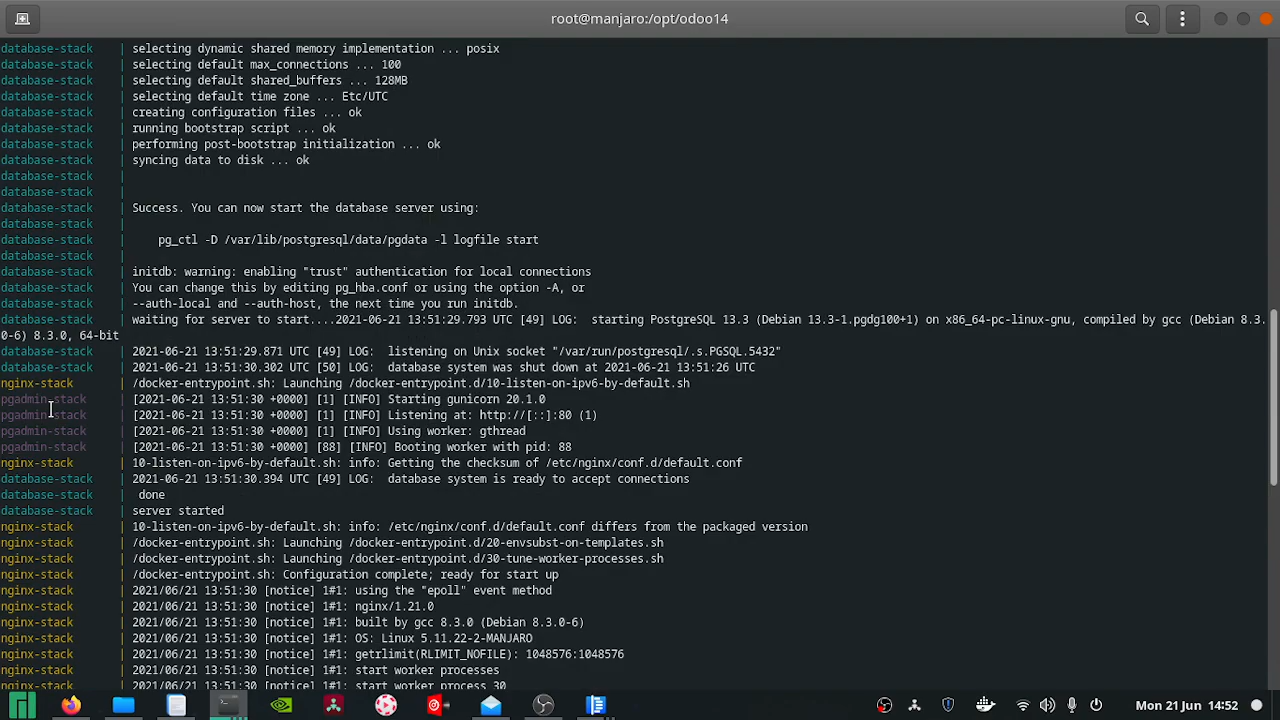 root@manjaro:/opt/odoo14
database-stack | selecting dynamic shared memory implementation ... posix
database-stack | selecting default max_connections ... 100
database-stack | selecting default shared_buffers ... 128MB
database-stack | selecting default time zone ... Etc/UTC
database-stack | creating configuration files ... ok
database-stack | running bootstrap script ... ok
database-stack | performing post-bootstrap initialization ... ok
database-stack | syncing data to disk ... ok
database-stack |
database-stack |
database-stack | Success. You can now start the database server using:
database-stack |
database-stack | pg_ctl -D /var/lib/postgresql/data/pgdata -l logfile start
database-stack |
database-stack | initdb: warning: enabling "trust" authentication for local connections
database-stack | You can change this by editing pg_hba.conf or using the option -A, or
database-stack | --auth-local and --auth-host, the next time you run initdb.
database-stack | waiting for server to start....2021-06-21 13:51:29.793 UTC [49] LOG:  starting PostgreSQL 13.3 (Debian 13.3-1.pgdg100+1) on x86_64-pc-linux-gnu, compiled by gcc (Debian 8.3.
0-6) 8.3.0, 64-bit
database-stack | 2021-06-21 13:51:29.871 UTC [49] LOG:  listening on Unix socket "/var/run/postgresql/.s.PGSQL.5432"
database-stack | 2021-06-21 13:51:30.302 UTC [50] LOG:  database system was shut down at 2021-06-21 13:51:26 UTC
nginx-stack | /docker-entrypoint.sh: Launching /docker-entrypoint.d/10-listen-on-ipv6-by-default.sh
pgadmin-stack | [2021-06-21 13:51:30 +0000] [1] [INFO] Starting gunicorn 20.1.0
pgadmin-stack | [2021-06-21 13:51:30 +0000] [1] [INFO] Listening at: http://[::]:80 (1)
pgadmin-stack | [2021-06-21 13:51:30 +0000] [1] [INFO] Using worker: gthread
pgadmin-stack | [2021-06-21 13:51:30 +0000] [88] [INFO] Booting worker with pid: 88
nginx-stack | 10-listen-on-ipv6-by-default.sh: info: Getting the checksum of /etc/nginx/conf.d/default.conf
database-stack | 2021-06-21 13:51:30.394 UTC [49] LOG:  database system is ready to accept connections
database-stack | done
database-stack | server started
nginx-stack | 10-listen-on-ipv6-by-default.sh: info: /etc/nginx/conf.d/default.conf differs from the packaged version
nginx-stack | /docker-entrypoint.sh: Launching /docker-entrypoint.d/20-envsubst-on-templates.sh
nginx-stack | /docker-entrypoint.sh: Launching /docker-entrypoint.d/30-tune-worker-processes.sh
nginx-stack | /docker-entrypoint.sh: Configuration complete; ready for start up
nginx-stack | 2021/06/21 13:51:30 [notice] 1#1: using the "epoll" event method
nginx-stack | 2021/06/21 13:51:30 [notice] 1#1: nginx/1.21.0
nginx-stack | 2021/06/21 13:51:30 [notice] 1#1: built by gcc 8.3.0 (Debian 8.3.0-6)
nginx-stack | 2021/06/21 13:51:30 [notice] 1#1: OS: Linux 5.11.22-2-MANJARO
nginx-stack | 2021/06/21 13:51:30 [notice] 1#1: getrlimit(RLIMIT_NOFILE): 1048576:1048576
nginx-stack | 2021/06/21 13:51:30 [notice] 1#1: start worker processes
nginx-stack | 2021/06/21 13:51:30 [notice] 1#1: start worker process 30
Mon 21 Jun 14:52